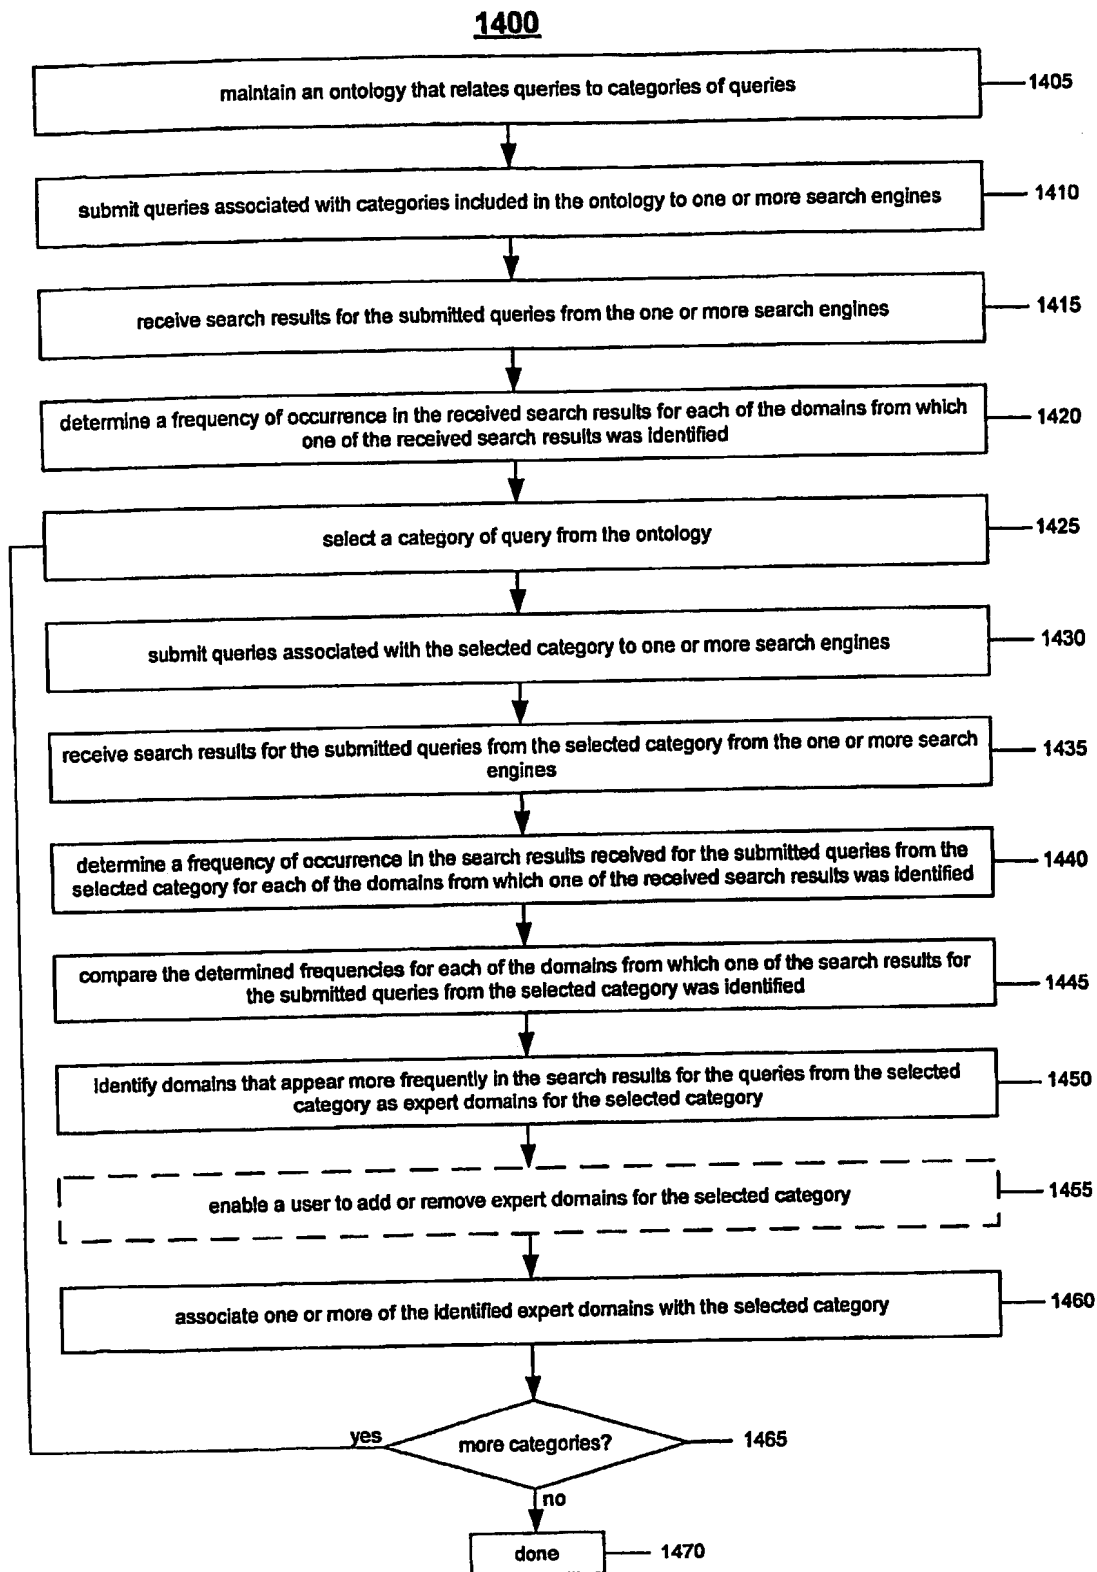 1400
maintain an ontology that relates queries to categories of queries
1405
submit queries associated with categories included in the ontology to one or more search engines
1410
receive search results for the submitted queries from the one or more search engines
1415
determine a frequency of occurrence in the received search results for each of the domains from which
one of the received search results was identified
1420
select a category of query from the ontology
1425
submit queries associated with the selected category to one or more search engines
1430
receive search results for the submitted queries from the selected category from the one or more search
engines
1435
determine a frequency of occurrence in the search results received for the submitted queries from the
selected category for each of the domains from which one of the received search results was identified
1440
compare the determined frequencies for each of the domains from which one of the search results for
the submitted queries from the selected category was identified
1445
identify domains that appear more frequently in the search results for the queries from the selected
category as expert domains for the selected category
1450
enable a user to add or remove expert domains for the selected category
1455
associate one or more of the identified expert domains with the selected category
1460
yes
more categories?
1465
no
done
1470